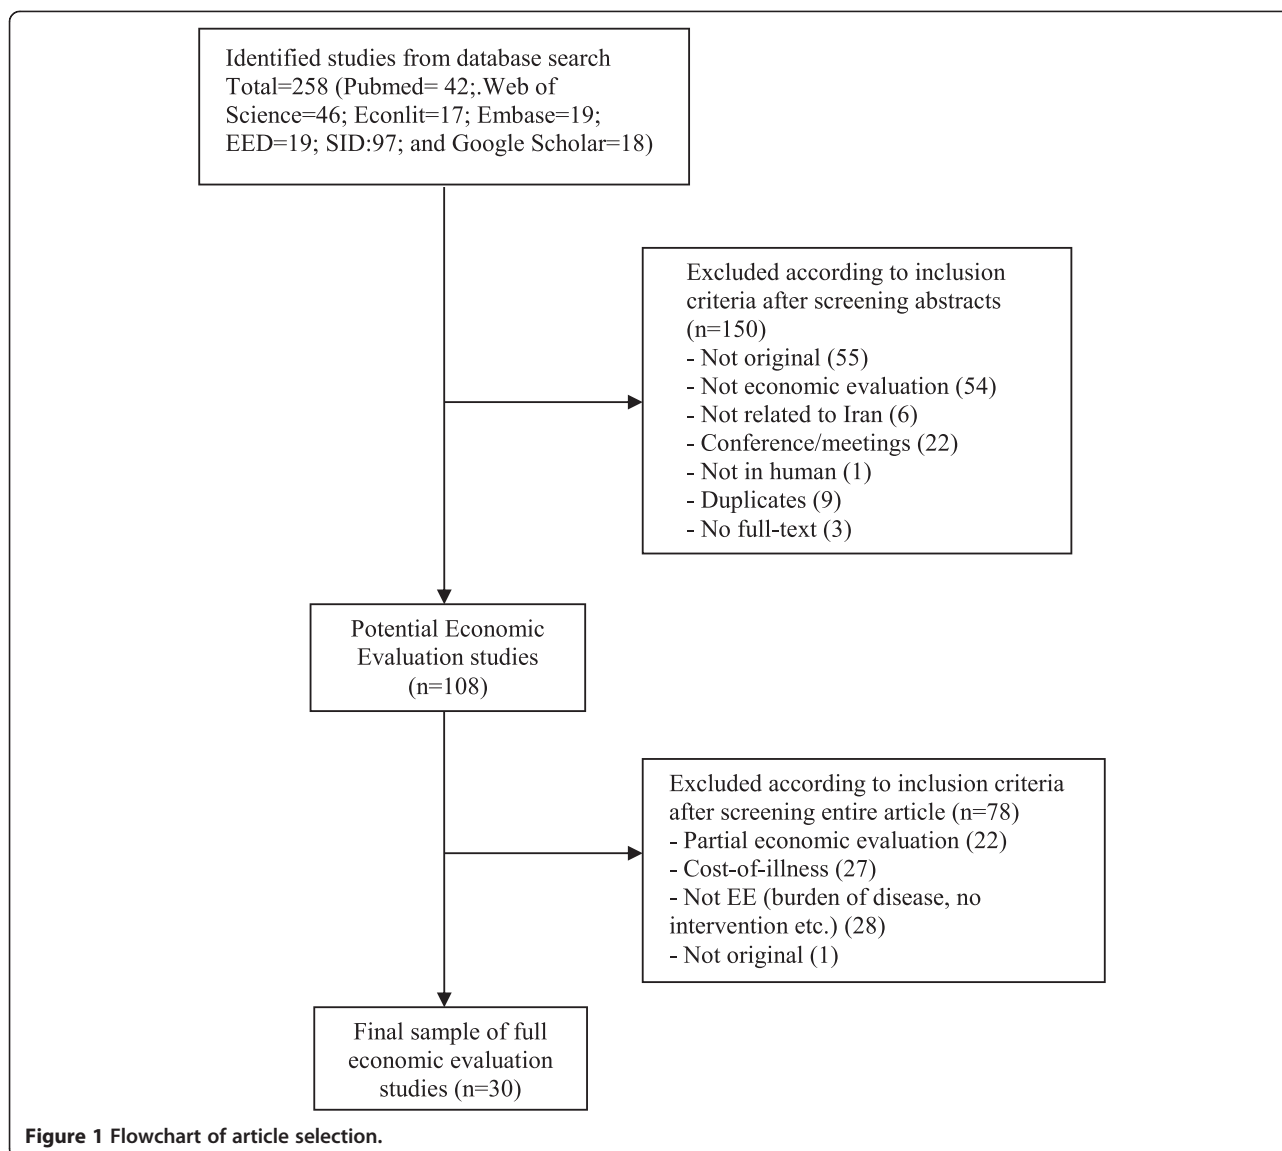 Identified studies from database search
Total=258 (Pubmed= 42;.Web of
Science=46; Econlit=17; Embase=19;
EED=19; SID:97; and Google Scholar=18)
Excluded according to inclusion
criteria after screening abstracts
(n=150)
- Not original (55)
- Not economic evaluation (54)
- Not related to Iran (6)
- Conference/meetings (22)
- Not in human (1)
- Duplicates (9)
- No full-text (3)
Potential Economic
Evaluation studies
(n=108)
Excluded according to inclusion criteria
after screening entire article (n=78)
- Partial economic evaluation (22)
- Cost-of-illness (27)
- Not EE (burden of disease, no
intervention etc.) (28)
- Not original (1)
Final sample of full
economic evaluation
studies (n=30)
Figure 1 Flowchart of article selection.